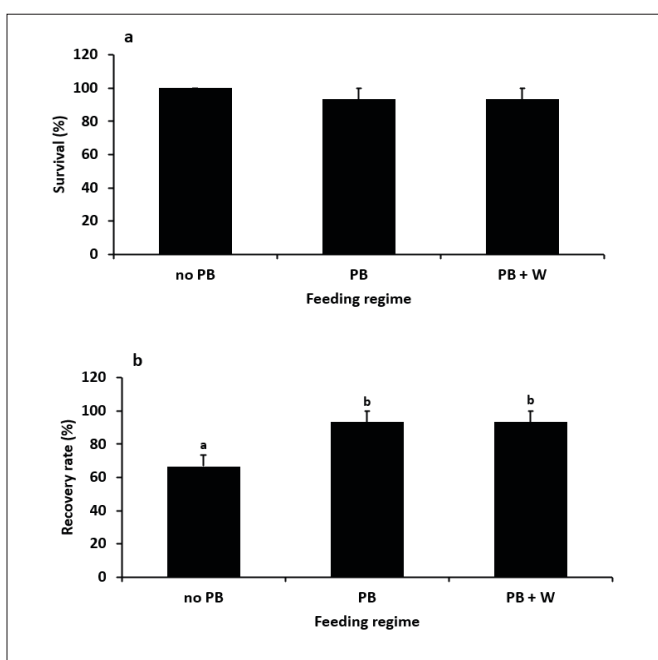 a
120
100
80
60
40
20
0
Survival (%)
no PB PB PB + W
Feeding regime
b
120
100
80
60
40
20
0
Recovery rate (%)
a b b
no PB PB PB + W
Feeding regime